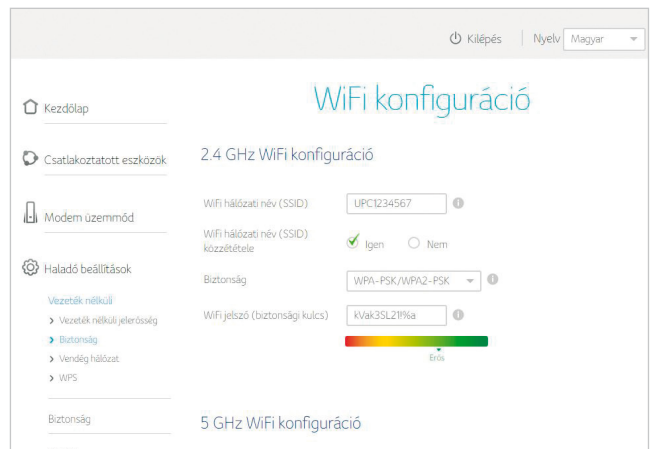 Kilépés
Nyelv Magyar
WiFi konfiguráció
Kezdőlap
Csatlakoztatott eszközök
Modem üzemmód
Haladó beállítások
Vezeték nélküli
Vezeték nélküli jelerősség
Biztonság
Vendég hálózat
WPS
Biztonság
2.4 GHz WiFi konfiguráció
WiFi hálózati név (SSID) UPC1234567
WiFi hálózati név (SSID)
közzététele Igen Nem
Biztonság WPA-PSK/WPA2-PSK
WiFi jelszó (biztonsági kulcs) kVak3SL21!%a
Erős
5 GHz WiFi konfiguráció